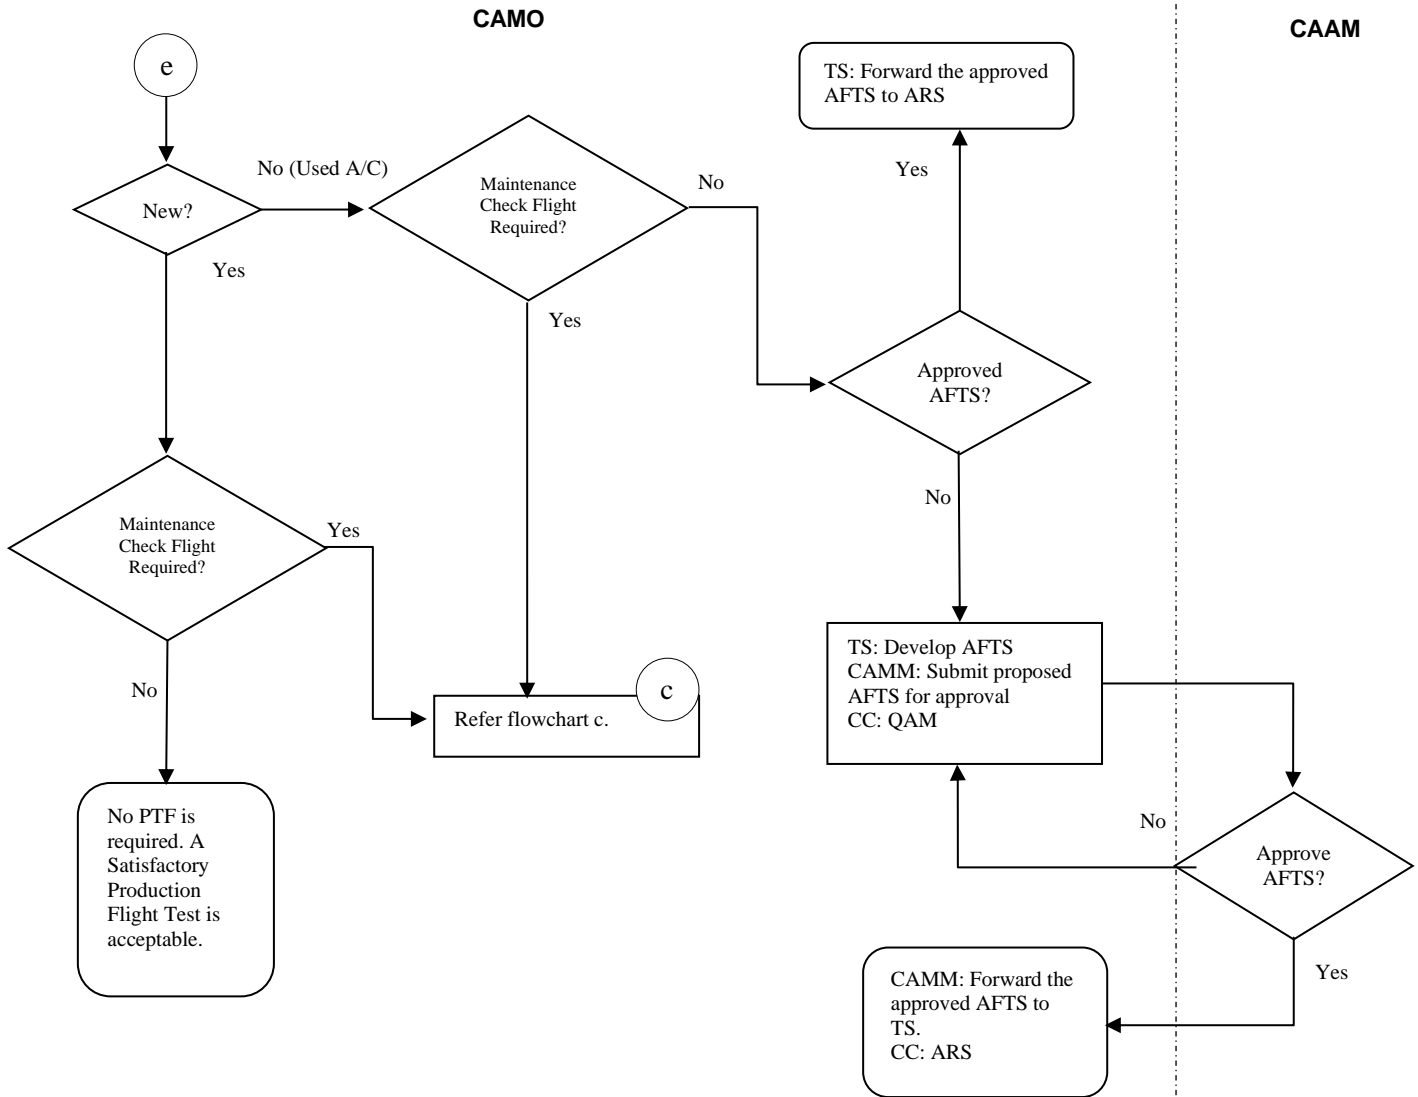 CAMO
CAAM
e
TS: Forward the approved
AFTS to ARS
No (Used A/C)
Maintenance
Check Flight
Required?
No
Yes
New?
Yes
Yes
Approved
AFTS?
No
Maintenance
Check Flight
Required?
Yes
No
c
Refer flowchart c.
TS: Develop AFTS
CAMM: Submit proposed
AFTS for approval
CC: QAM
No
Approve
AFTS?
Yes
No PTF is
required. A
Satisfactory
Production
Flight Test is
acceptable.
CAMM: Forward the
approved AFTS to
TS.
CC: ARS